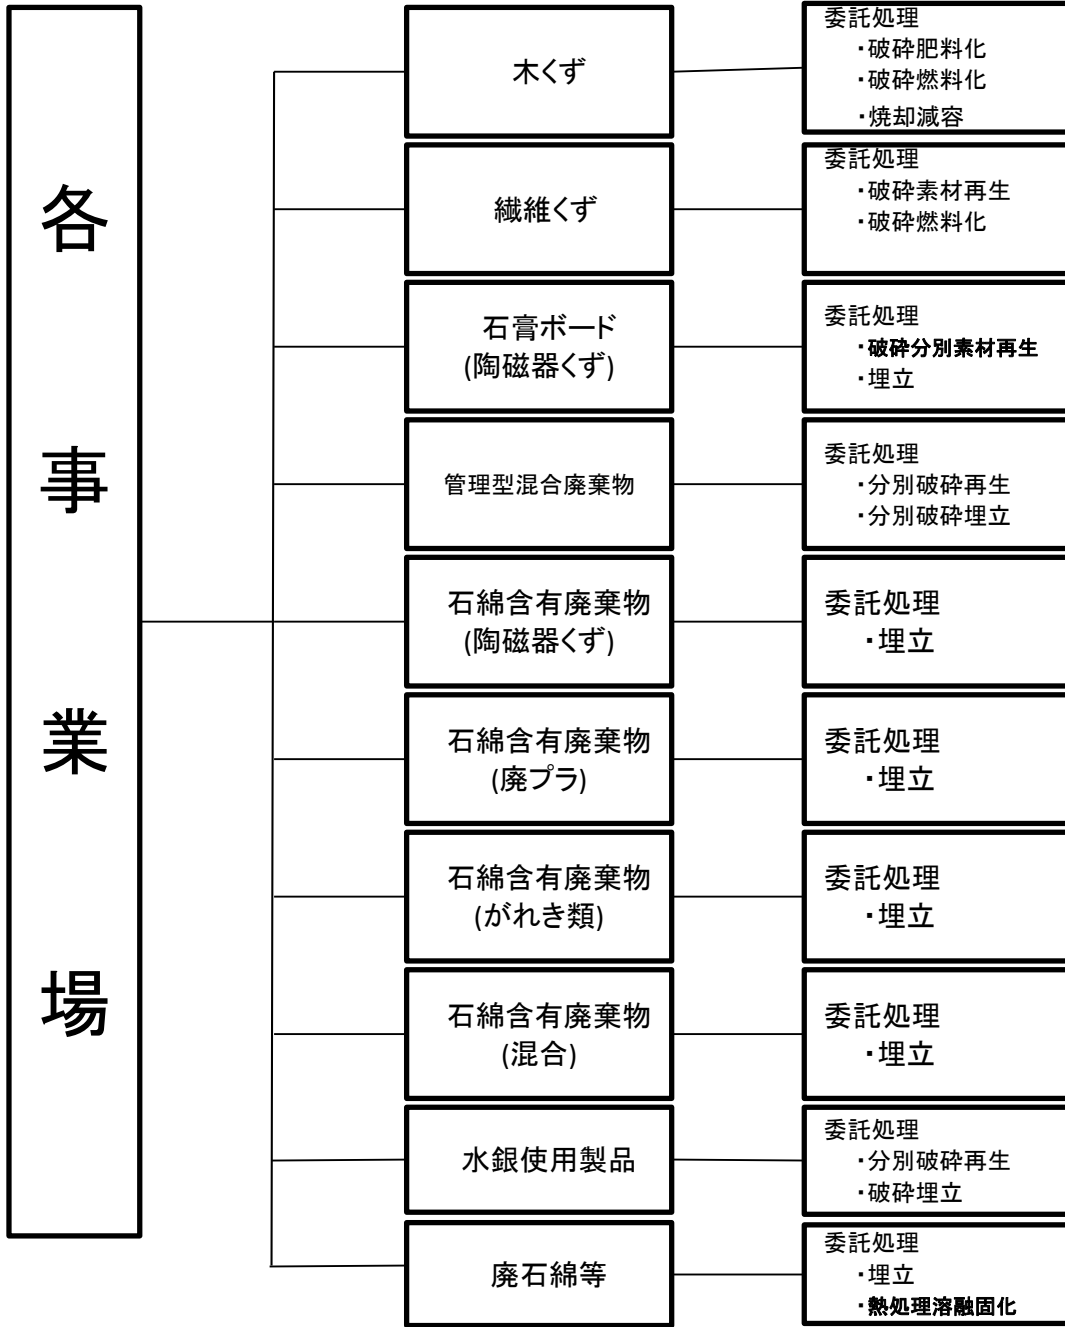 各事業場
木くず
委託処理
・破砕肥料化
・破砕燃料化
・焼却減容
繊維くず
委託処理
・破砕素材再生
・破砕燃料化
石膏ボード
(陶磁器くず)
委託処理
・破砕分別素材再生
・埋立
管理型混合廃棄物
委託処理
・分別破砕再生
・分別破砕埋立
石綿含有廃棄物
(陶磁器くず)
委託処理
・埋立
石綿含有廃棄物
(廃プラ)
委託処理
・埋立
石綿含有廃棄物
(がれき類)
委託処理
・埋立
石綿含有廃棄物
(混合)
委託処理
・埋立
水銀使用製品
委託処理
・分別破砕再生
・破砕埋立
廃石綿等
委託処理
・埋立
・熱処理溶融固化